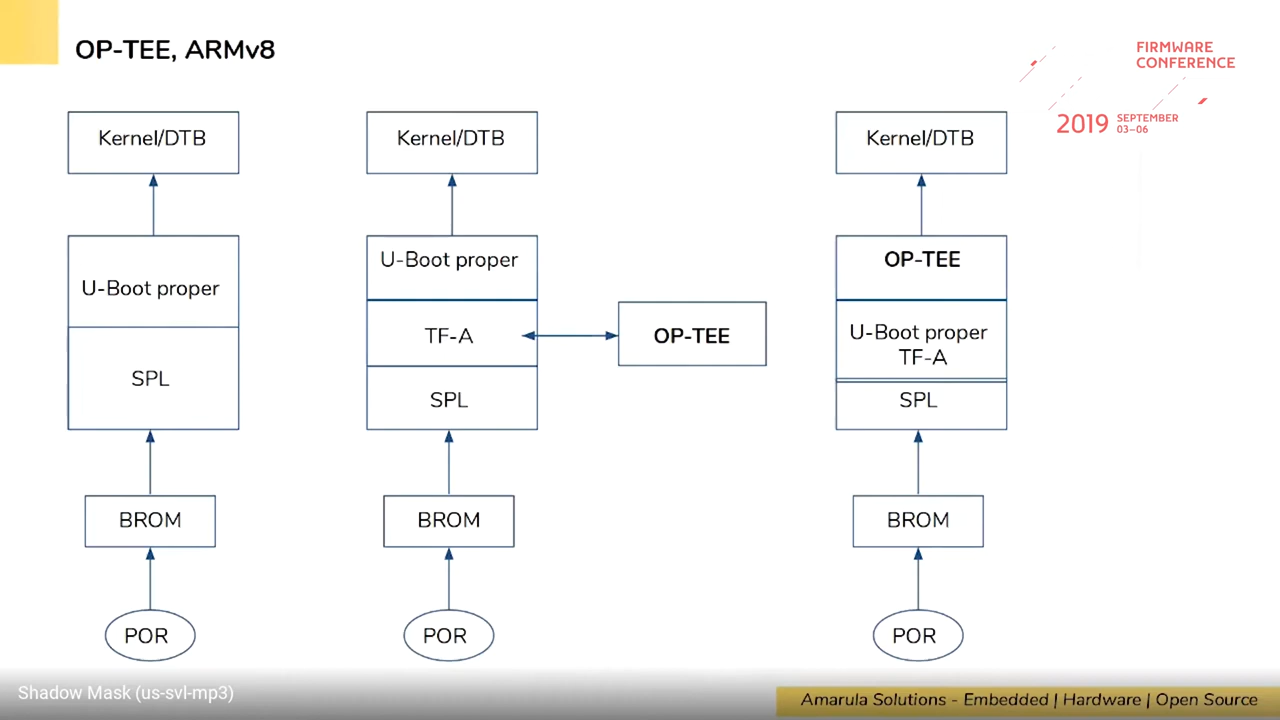 OP-TEE, ARMv8
FIRMWARE
CONFERENCE
2019 SEPTEMBER
03–06
Kernel/DTB
U-Boot proper
SPL
BROM
POR
Kernel/DTB
U-Boot proper
TF-A
SPL
BROM
POR
OP-TEE
Kernel/DTB
OP-TEE
U-Boot proper
TF-A
SPL
BROM
POR
Shadow Mask (us-svl-mp3)
Amarula Solutions - Embedded | Hardware | Open Source